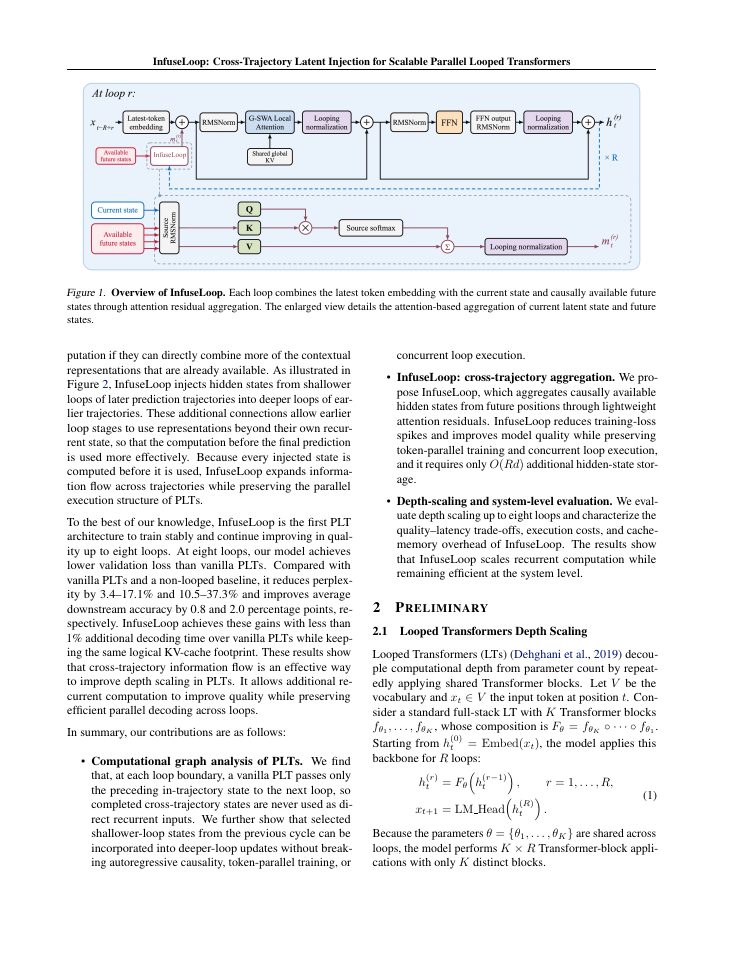 InfuseLoop: Cross-Trajectory Latent Injection for Scalable Parallel Looped Transformers
At loop r:
x t−R+r
Latest-token embedding
+
RMSNorm
G-SWA Local Attention
Looping normalization
+
RMSNorm
FFN
FFN output RMSNorm
Looping normalization
+
h_t^{(r)}
m_t^{(r)}
Available future states
InfuseLoop
Shared global KV
× R
Current state
Available future states
Source RMSNorm
Q
K
V
×
Source softmax
Σ
Looping normalization
m_t^{(r)}
Figure 1. Overview of InfuseLoop. Each loop combines the latest token embedding with the current state and causally available future
states through attention residual aggregation. The enlarged view details the attention-based aggregation of current latent state and future
states.
putation if they can directly combine more of the contextual
representations that are already available. As illustrated in
Figure 2, InfuseLoop injects hidden states from shallower
loops of later prediction trajectories into deeper loops of ear-
lier trajectories. These additional connections allow earlier
loop stages to use representations beyond their own recur-
rent state, so that the computation before the final prediction
is used more effectively. Because every injected state is
computed before it is used, InfuseLoop expands informa-
tion flow across trajectories while preserving the parallel
execution structure of PLTs.
To the best of our knowledge, InfuseLoop is the first PLT
architecture to train stably and continue improving in qual-
ity up to eight loops. At eight loops, our model achieves
lower validation loss than vanilla PLTs. Compared with
vanilla PLTs and a non-looped baseline, it reduces perplex-
ity by 3.4–17.1% and 10.5–37.3% and improves average
downstream accuracy by 0.8 and 2.0 percentage points, re-
spectively. InfuseLoop achieves these gains with less than
1% additional decoding time over vanilla PLTs while keep-
ing the same logical KV-cache footprint. These results show
that cross-trajectory information flow is an effective way
to improve depth scaling in PLTs. It allows additional re-
current computation to improve quality while preserving
efficient parallel decoding across loops.
In summary, our contributions are as follows:
• Computational graph analysis of PLTs. We find
that, at each loop boundary, a vanilla PLT passes only
the preceding in-trajectory state to the next loop, so
completed cross-trajectory states are never used as di-
rect recurrent inputs. We further show that selected
shallower-loop states from the previous cycle can be
incorporated into deeper-loop updates without break-
ing autoregressive causality, token-parallel training, or
concurrent loop execution.
• InfuseLoop: cross-trajectory aggregation. We pro-
pose InfuseLoop, which aggregates causally available
hidden states from future positions through lightweight
attention residuals. InfuseLoop reduces training-loss
spikes and improves model quality while preserving
token-parallel training and concurrent loop execution,
and it requires only O(Rd) additional hidden-state stor-
age.
• Depth-scaling and system-level evaluation. We eval-
uate depth scaling up to eight loops and characterize the
quality–latency trade-offs, execution costs, and cache-
memory overhead of InfuseLoop. The results show
that InfuseLoop scales recurrent computation while
remaining efficient at the system level.
2 PRELIMINARY
2.1 Looped Transformers Depth Scaling
Looped Transformers (LTs) (Dehghani et al., 2019) decou-
ple computational depth from parameter count by repeat-
edly applying shared Transformer blocks. Let V be the
vocabulary and x_t ∈ V the input token at position t. Con-
sider a standard full-stack LT with K Transformer blocks
f_{θ_1}, . . . , f_{θ_K}, whose composition is F_θ = f_{θ_K} ∘ · · · ∘ f_{θ_1}.
Starting from h_t^{(0)} = Embed(x_t), the model applies this
backbone for R loops:
h_t^{(r)} = F_θ(h_t^{(r−1)}), r = 1, . . . , R,
x_{t+1} = LM_Head(h_t^{(R)}).
(1)
Because the parameters θ = {θ_1, . . . , θ_K} are shared across
loops, the model performs K × R Transformer-block appli-
cations with only K distinct blocks.